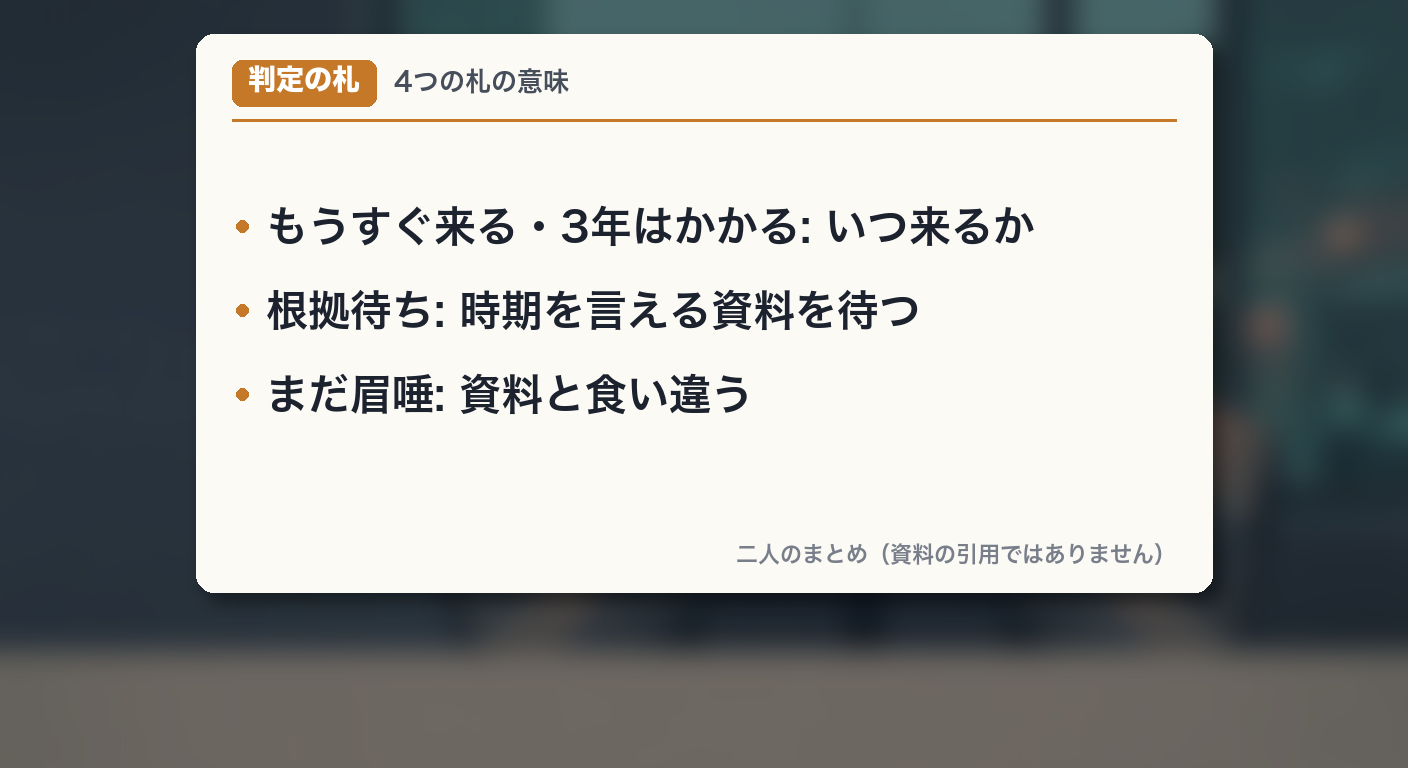 判定の札 4つの札の意味
• もうすぐ来る・3年はかかる: いつ来るか
• 根拠待ち: 時期を言える資料を待つ
• まだ眉唾: 資料と食い違う
二人のまとめ（資料の引用ではありません）